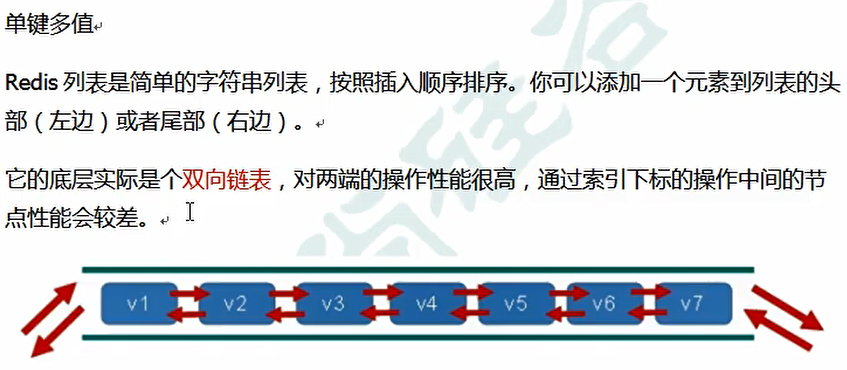 单键多值
Redis 列表是简单的字符串列表，按照插入顺序排序。你可以添加一个元素到列表的头
部（左边）或者尾部（右边）。
它的底层实际是个双向链表，对两端的操作性能很高，通过索引下标的操作中间的节
点性能会较差。
v1 v2 v3 v4 v5 v6 v7
尚硅谷